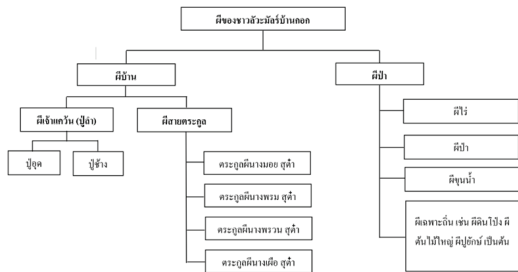 ผีของชาวลัวะมัลร์บ้านกอก
ผีบ้าน
ผีป่า
ผีเจ้าแคว้น (ปู่ล่า)
ผีสายตระกูล
ปู่อุด
ปู่ช้าง
ตระกูลผีนางมอย สุต๋ำ
ตระกูลผีนางพรม สุต๋ำ
ตระกูลผีนางพรวน สุต๋ำ
ตระกูลผีนางเผือ สุต๋ำ
ผีไร่
ผีป่า
ผีขุนน้ำ
ผีเฉพาะถิ่น เช่น ผีดินโป่ง ผี
ต้นไม้ใหญ่ ผีปู่ยักษ์ เป็นต้น